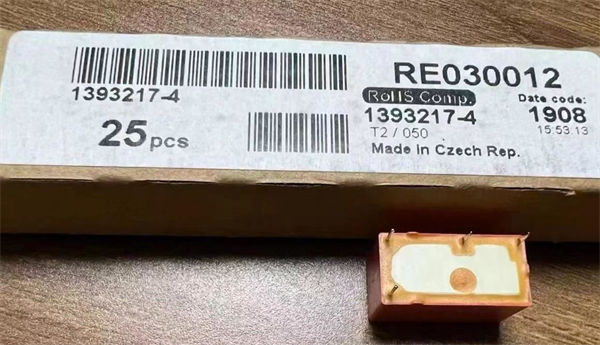 RE030012
1393217-4
RoHS Comp.
Date code:
1393217-4
1908
25 pcs
T2 / 050
15:53:13
Made in Czech Rep.